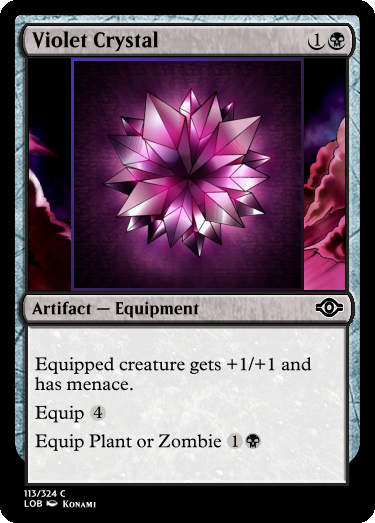 Violet Crystal 1
Artifact — Equipment
Equipped creature gets +1/+1 and
has menace.
Equip 4
Equip Plant or Zombie 1
113/324 C
LOB Konami